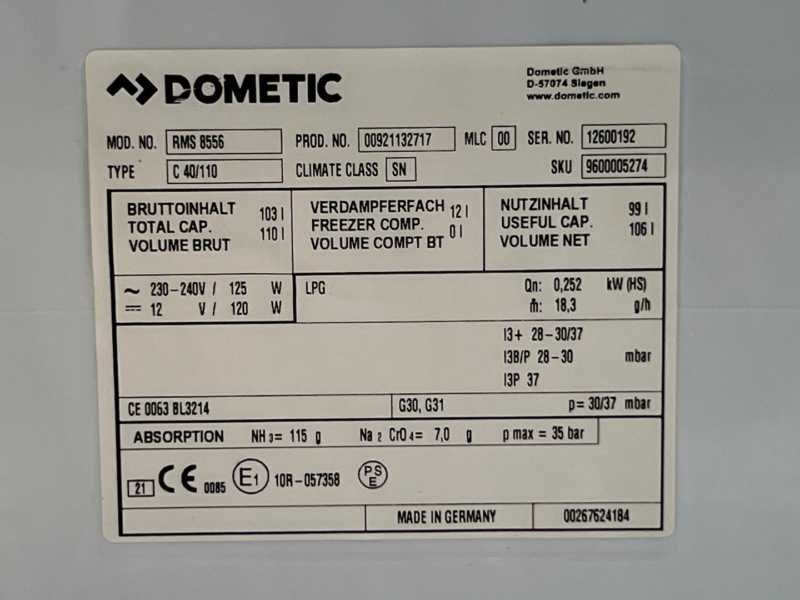 DOMETIC
Dometic GmbH
D-57074 Siegen
www.dometic.com
MOD. NO. RMS 8556 PROD. NO. 00921132717 MLC 00 SER. NO. 12600192
TYPE C 40/110 CLIMATE CLASS SN SKU 9600005274
BRUTTOINHALT 103 l
TOTAL CAP.
VOLUME BRUT 110 l
VERDAMPFERFACH 12 l
FREEZER COMP. 0 l
VOLUME COMPT BT
NUTZINHALT 99 l
USEFUL CAP. 106 l
VOLUME NET
~ 230-240V / 125 W
⎓ 12 V / 120 W
LPG Qn: 0,252 kW (HS)
ṁ: 18,3 g/h
I3+ 28-30/37
I3B/P 28-30 mbar
I3P 37
CE 0063 BL3214 G30, G31 p= 30/37 mbar
ABSORPTION NH3= 115 g Na2 CrO4= 7,0 g p max = 35 bar
21 CE 0085 E1 10R-057358 PS E
MADE IN GERMANY 00267624184